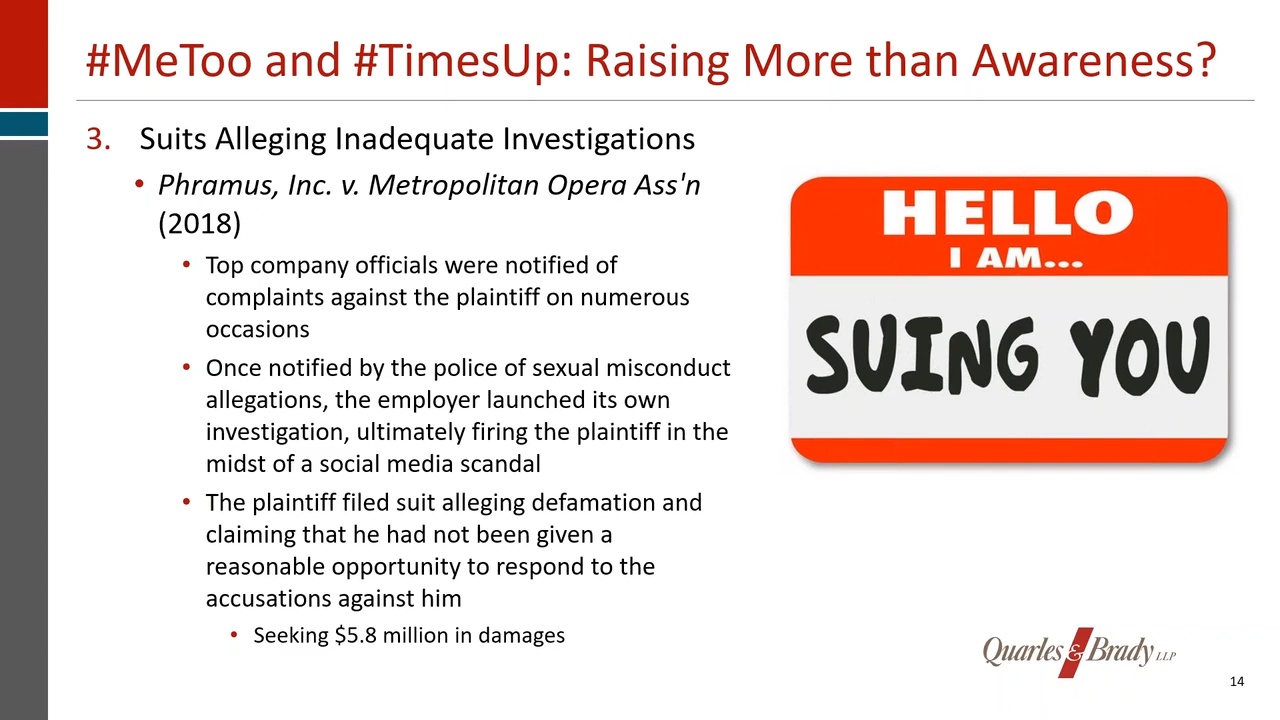 #MeToo and #TimesUp: Raising More than Awareness?
3. Suits Alleging Inadequate Investigations
• Phramus, Inc. v. Metropolitan Opera Ass'n
(2018)
• Top company officials were notified of
complaints against the plaintiff on numerous
occasions
• Once notified by the police of sexual misconduct
allegations, the employer launched its own
investigation, ultimately firing the plaintiff in the
midst of a social media scandal
• The plaintiff filed suit alleging defamation and
claiming that he had not been given a
reasonable opportunity to respond to the
accusations against him
• Seeking $5.8 million in damages
HELLO
I AM...
SUING YOU
Quarles & Brady LLP
14